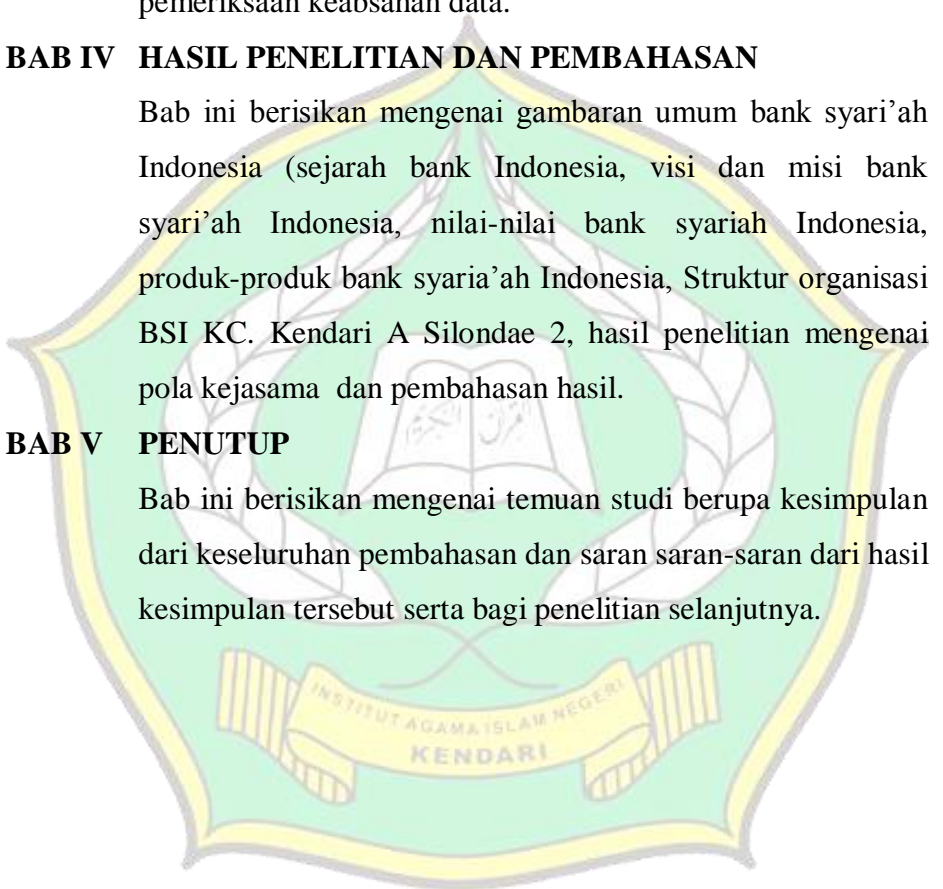 pemeriksaan keabsahan data.
BAB IV HASIL PENELITIAN DAN PEMBAHASAN
Bab ini berisikan mengenai gambaran umum bank syari’ah
Indonesia (sejarah bank Indonesia, visi dan misi bank
syari’ah Indonesia, nilai-nilai bank syariah Indonesia,
produk-produk bank syaria’ah Indonesia, Struktur organisasi
BSI KC. Kendari A Silondae 2, hasil penelitian mengenai
pola kejasama dan pembahasan hasil.
BAB V PENUTUP
Bab ini berisikan mengenai temuan studi berupa kesimpulan
dari keseluruhan pembahasan dan saran saran-saran dari hasil
kesimpulan tersebut serta bagi penelitian selanjutnya.
INSTITUT AGAMA ISLAM NEGERI
KENDARI